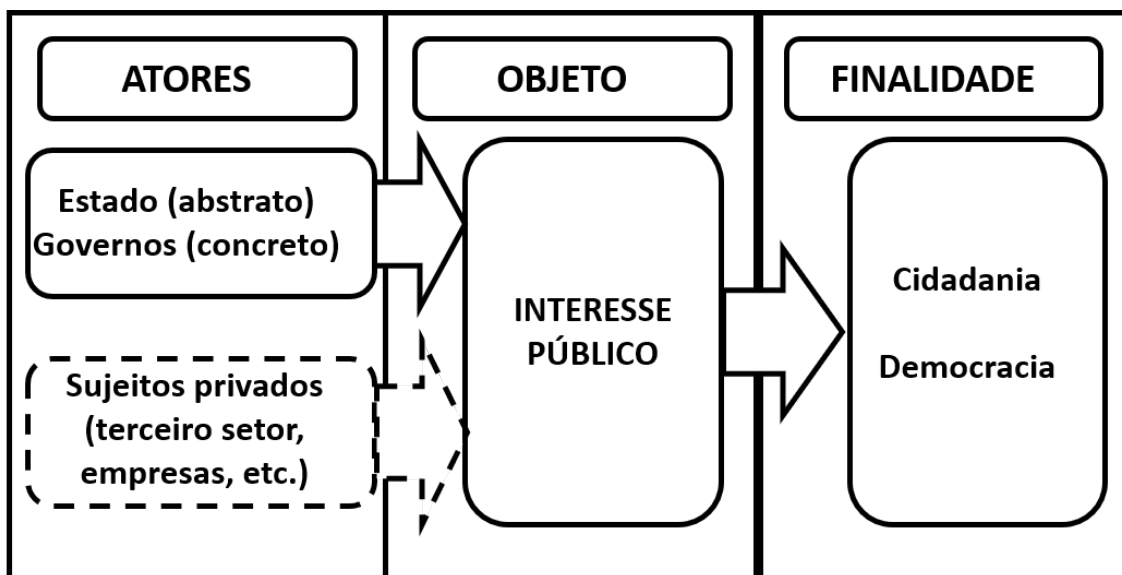 ATORES
OBJETO
FINALIDADE
Estado (abstrato)
Governos (concreto)
Sujeitos privados
(terceiro setor,
empresas, etc.)
INTERESSE
PÚBLICO
Cidadania
Democracia